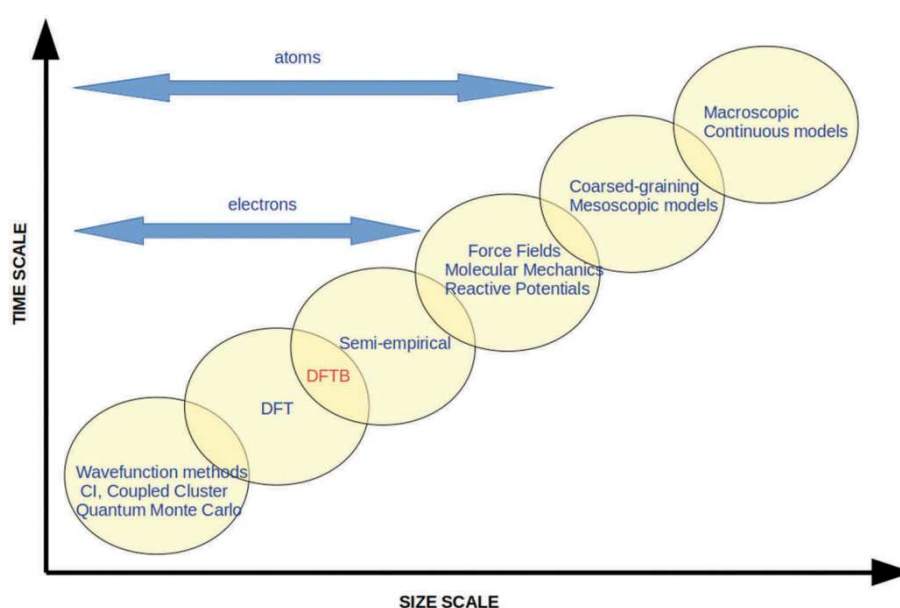 atoms
Macroscopic
Continuous models
Coarsed-graining
Mesoscopic models
electrons
Force Fields
Molecular Mechanics
Reactive Potentials
TIME SCALE
Semi-empirical
DFTB
DFT
Wavefunction methods
CI, Coupled Cluster
Quantum Monte Carlo
SIZE SCALE